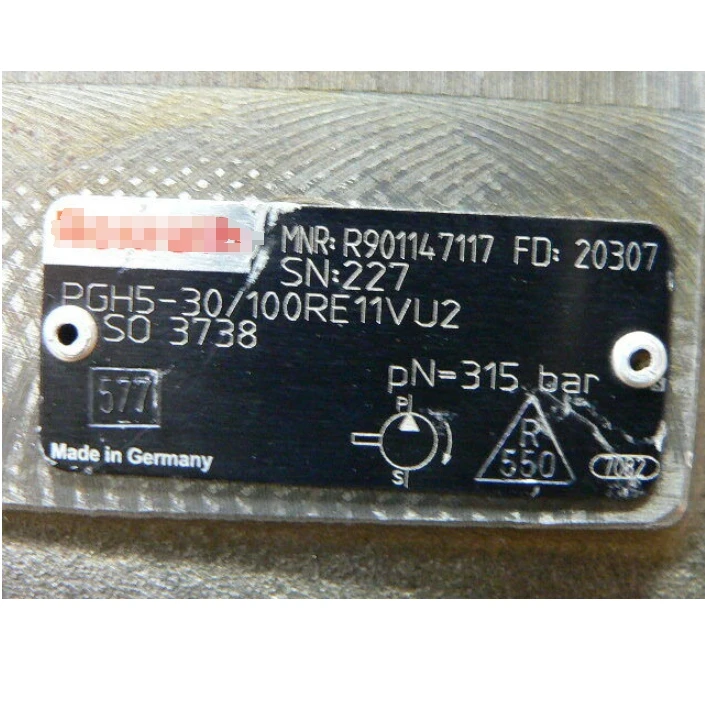 MNR: R901147117 FD: 20307
SN:227
PGH5-30/100RE11VU2
SO 3738
pN=315 bar
577
P
R
550
S
7082
Made in Germany